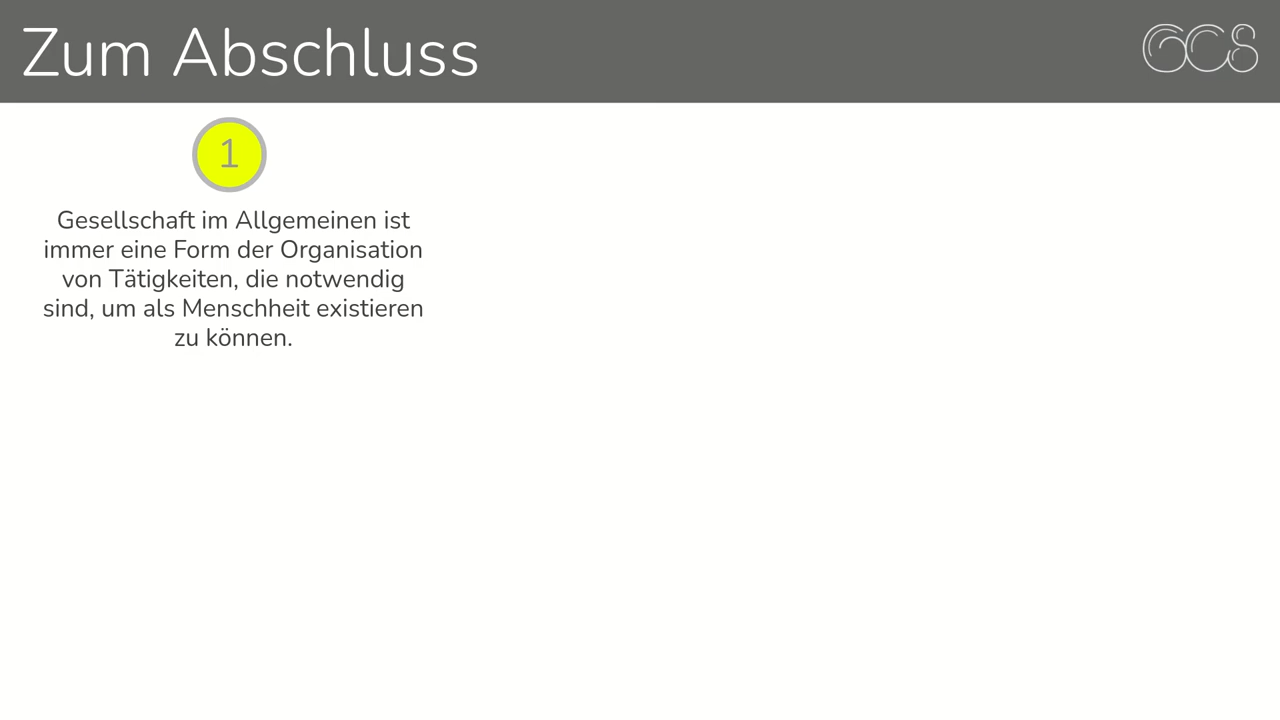 Zum Abschluss
GC8
1
Gesellschaft im Allgemeinen ist
immer eine Form der Organisation
von Tätigkeiten, die notwendig
sind, um als Menschheit existieren
zu können.